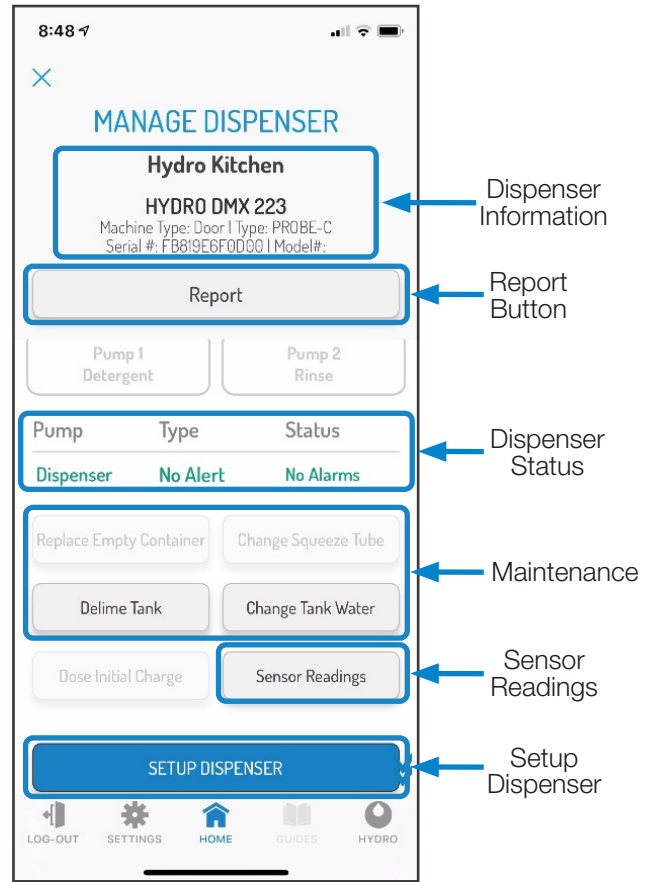 8:48
MANAGE DISPENSER
Hydro Kitchen
HYDRO DMX 223
Machine Type: Door | Type: PROBE-C
Serial #: FB819E6F0D00 | Model#:
Dispenser
Information
Report
Report
Button
Pump 1
Detergent
Pump 2
Rinse
Pump Type Status
Dispenser No Alert No Alarms
Dispenser
Status
Replace Empty Container
Change Squeeze Tube
Delime Tank
Change Tank Water
Maintenance
Dose Initial Charge
Sensor Readings
Sensor
Readings
SETUP DISPENSER
Setup
Dispenser
LOG-OUT SETTINGS HOME GUIDES HYDRO